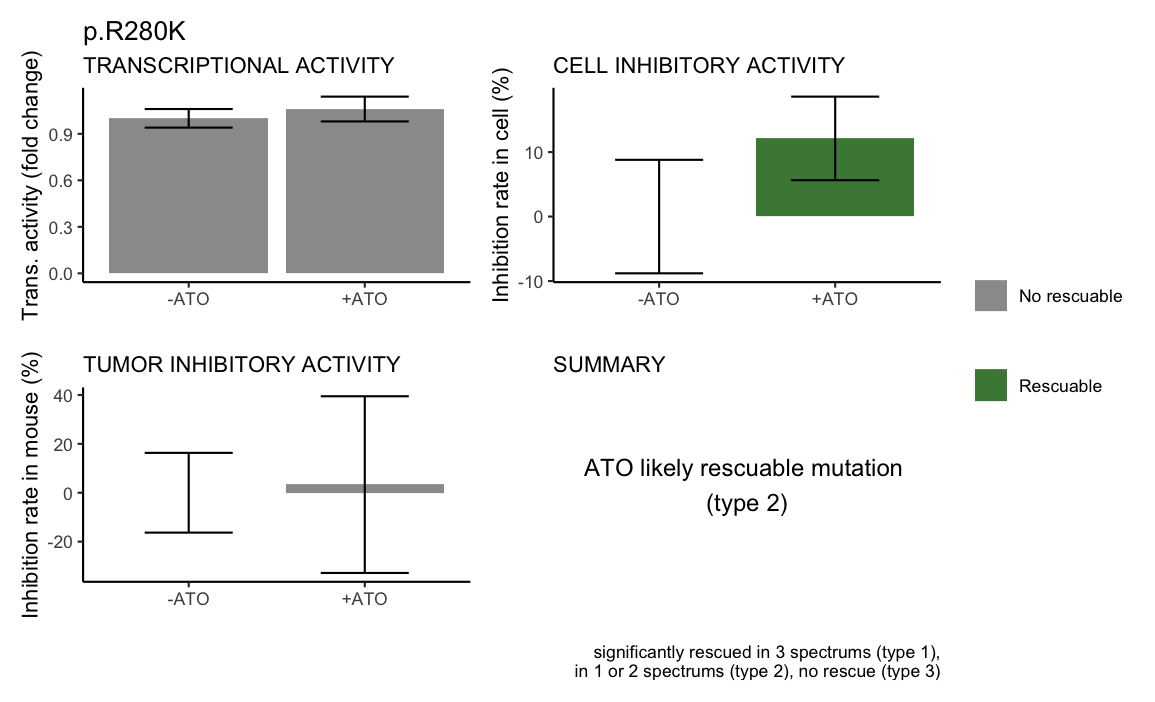 p.R280K
TRANSCRIPTIONAL ACTIVITY
Trans. activity (fold change)
0.9
0.6
0.3
0.0
-ATO
+ATO
CELL INHIBITORY ACTIVITY
Inhibition rate in cell (%)
10
0
-10
-ATO
+ATO
No rescuable
Rescuable
TUMOR INHIBITORY ACTIVITY
Inhibition rate in mouse (%)
40
20
0
-20
-ATO
+ATO
SUMMARY
ATO likely rescuable mutation
(type 2)
significantly rescued in 3 spectrums (type 1),
in 1 or 2 spectrums (type 2), no rescue (type 3)